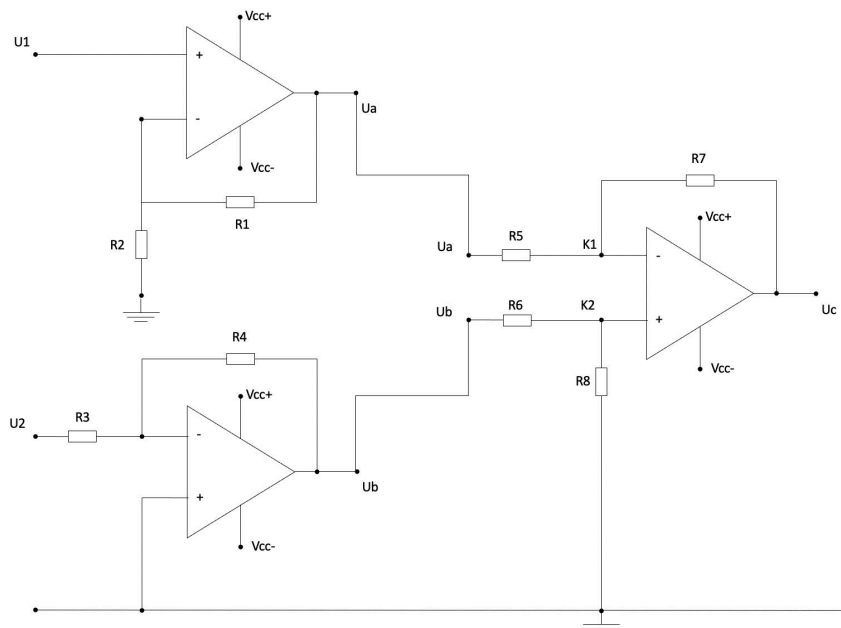 Vcc+
U1
+
Ua
-
Vcc-
R1
R2
R7
Vcc+
Ua
R5
K1
-
Uc
Ub
R6
K2
+
Vcc-
R8
R4
Vcc+
U2
R3
-
+
Ub
Vcc-